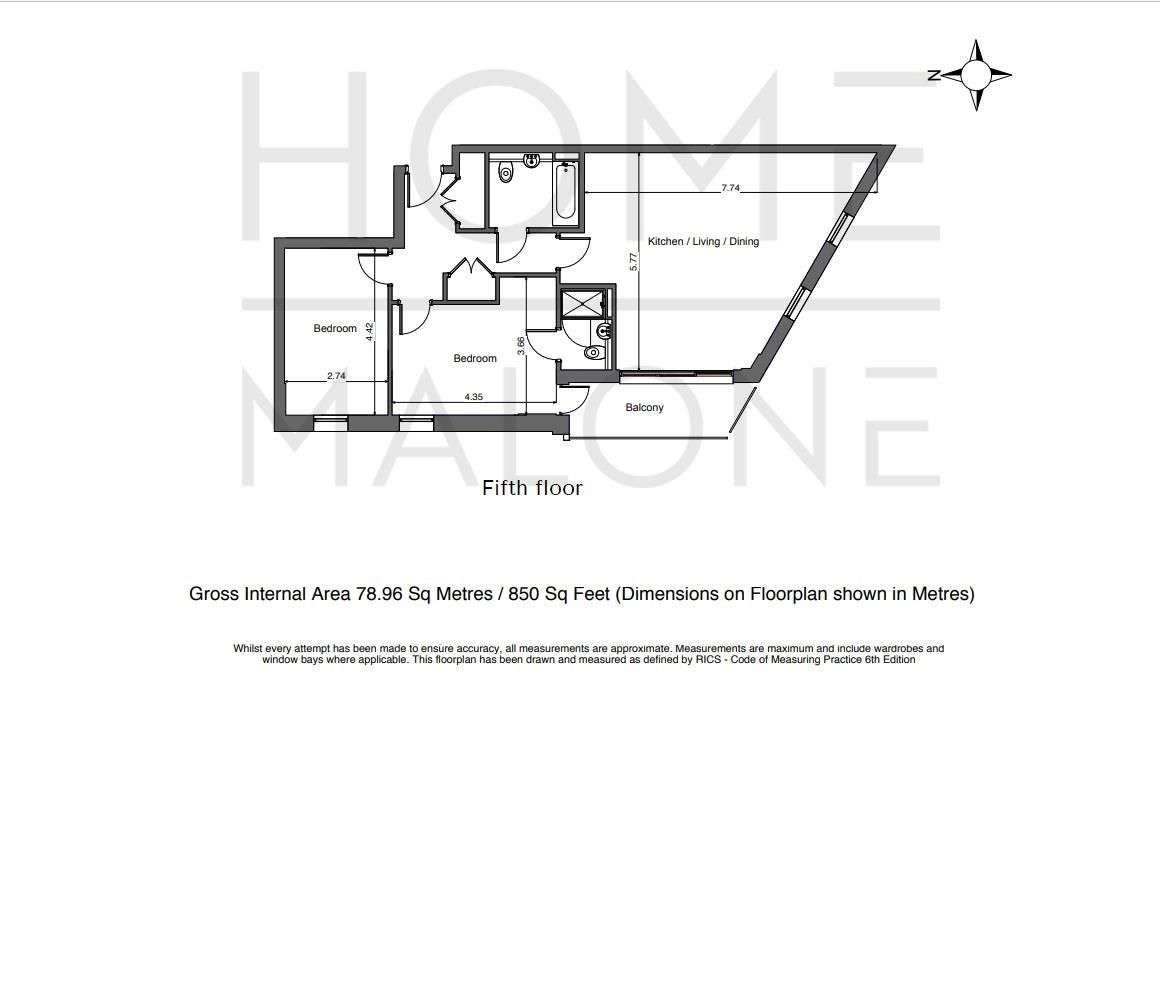 HOME
N
7.74
Kitchen / Living / Dining
5.77
Bedroom
4.42
3.66
Bedroom
2.74
4.35
Balcony
MALONE
Fifth floor
Gross Internal Area 78.96 Sq Metres / 850 Sq Feet (Dimensions on Floorplan shown in Metres)
Whilst every attempt has been made to ensure accuracy, all measurements are approximate. Measurements are maximum and include wardrobes and
window bays where applicable. This floorplan has been drawn and measured as defined by RICS - Code of Measuring Practice 6th Edition